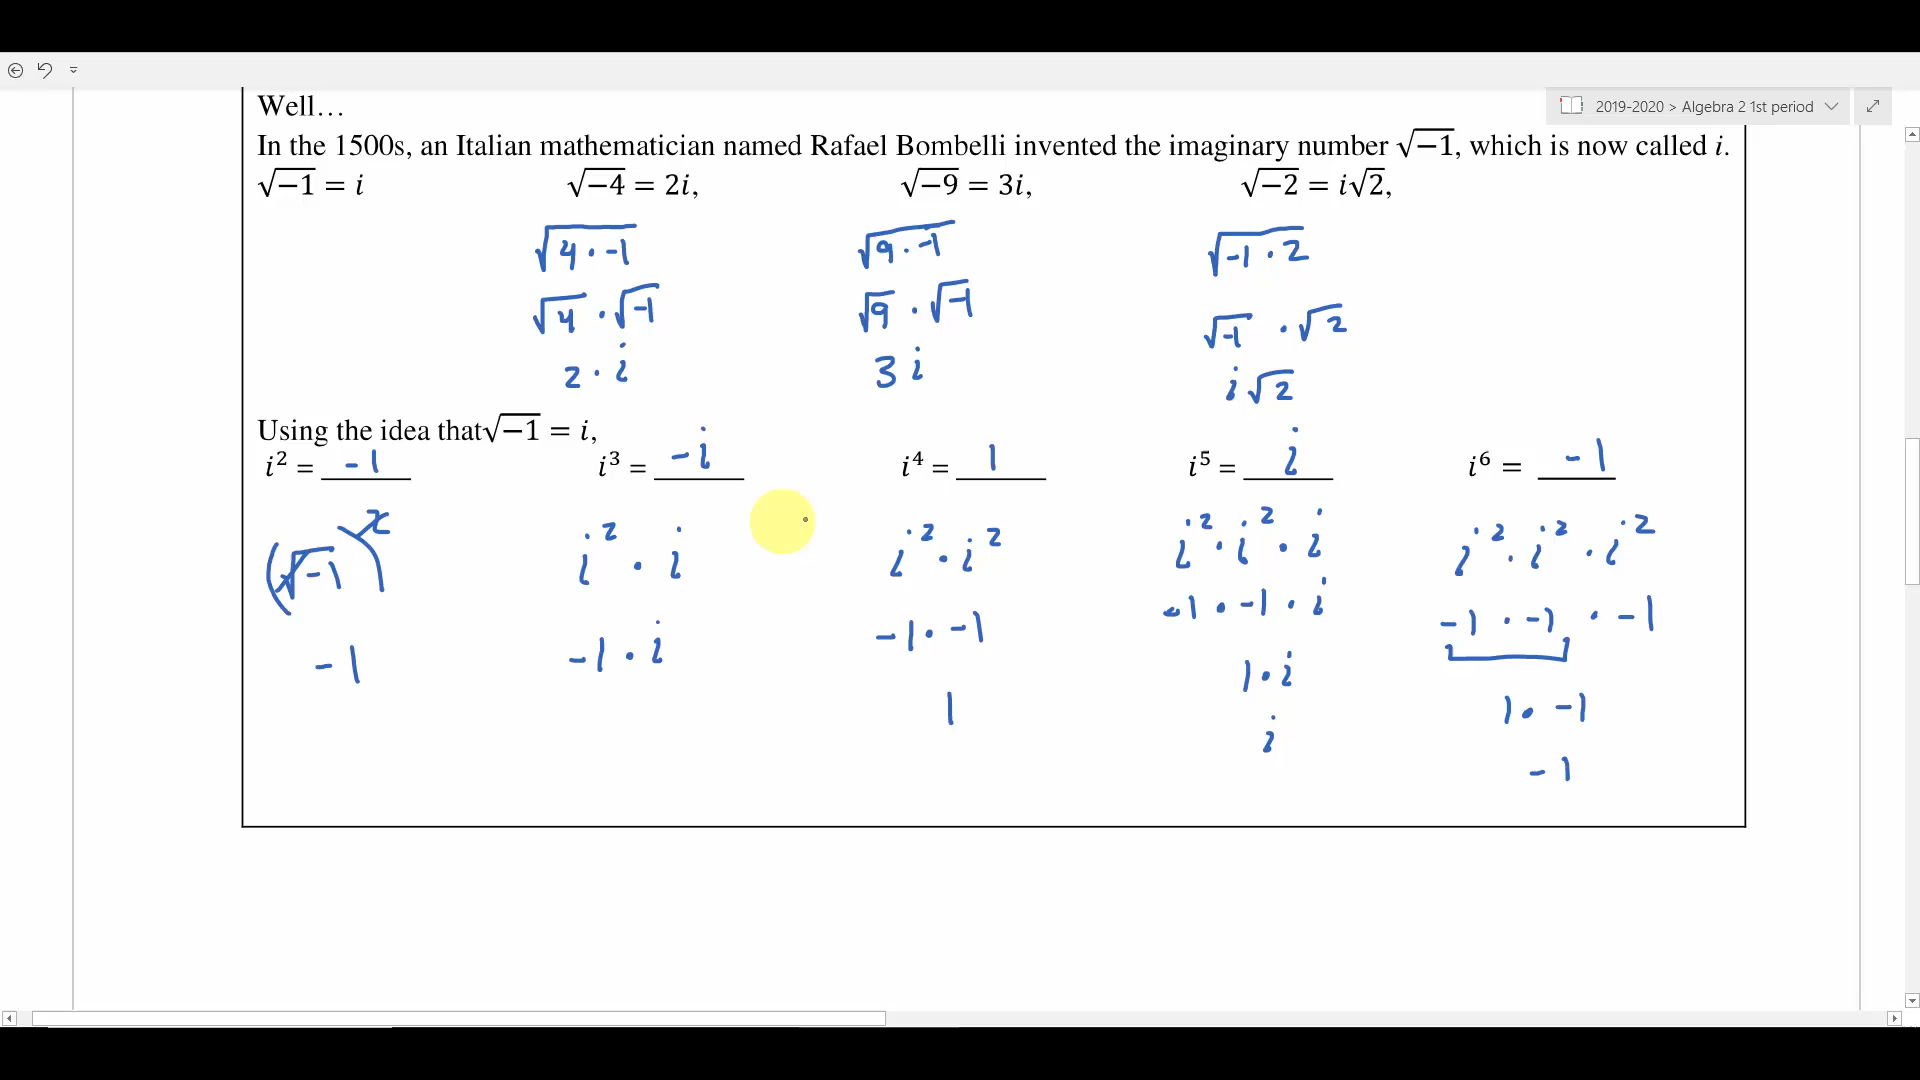 2019-2020 > Algebra 2 1st period
Well…
In the 1500s, an Italian mathematician named Rafael Bombelli invented the imaginary number √−1, which is now called i.
√−1 = i √−4 = 2i, √−9 = 3i, √−2 = i√2,
√4 · -1 √9 · -1 √-1 · 2
√4 · √-1 √9 · √-1 √-1 · √2
2 · i 3i i√2
Using the idea that√−1 = i,
i² = -1 i³ = -i i⁴ = 1 i⁵ = i i⁶ = -1
(√-1)² i² · i i² · i² i² · i² · i i² · i² · i²
-1 -1 · i -1 · -1 -1 · -1 · i -1 · -1 · -1
1 1 · i 1 · -1
i -1